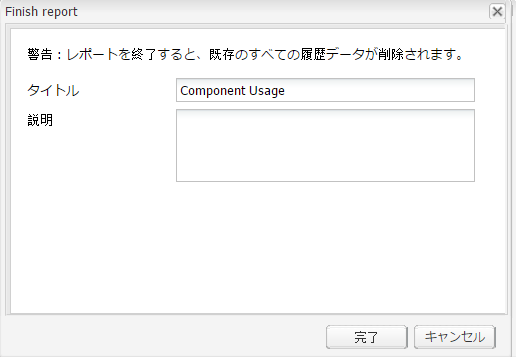 Finish report
警告：レポートを終了すると、既存のすべての履歴データが削除されます。
タイトル
Component Usage
説明
完了
キャンセル